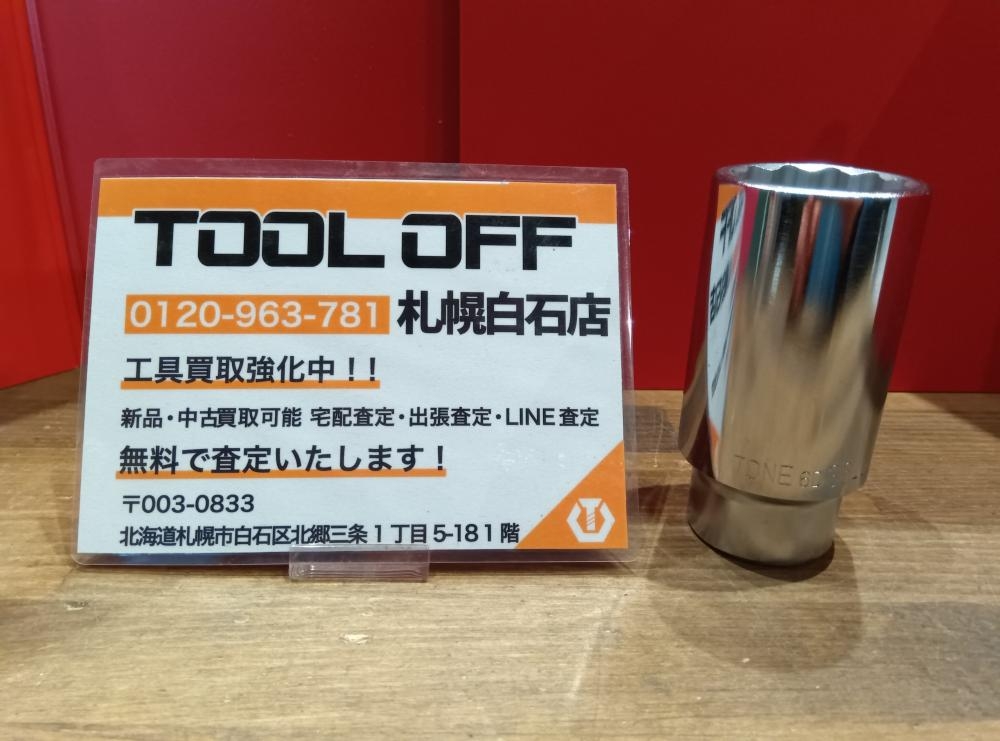 TOOL OFF
0120-963-781 札幌白石店
工具買取強化中！！
新品・中古買取可能 宅配査定・出張査定・LINE査定
無料で査定いたします！
〒003-0833
北海道札幌市白石区北郷三条1丁目5-18 1階
TONE